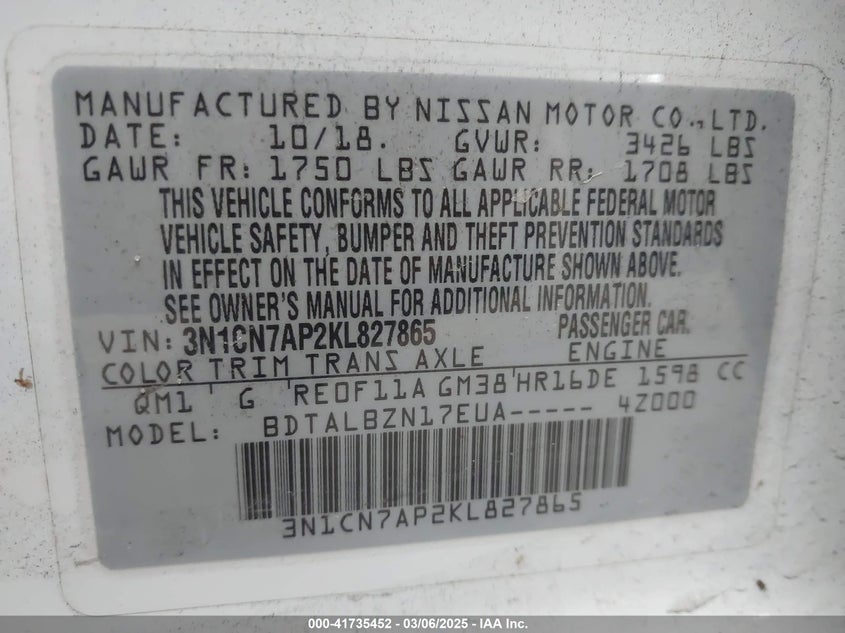 MANUFACTURED BY NISSAN MOTOR CO.,LTD.
DATE: 10/18. GVWR: 3426 LBS
GAWR FR: 1750 LBS GAWR RR: 1708 LBS
THIS VEHICLE CONFORMS TO ALL APPLICABLE FEDERAL MOTOR
VEHICLE SAFETY, BUMPER AND THEFT PREVENTION STANDARDS
IN EFFECT ON THE DATE OF MANUFACTURE SHOWN ABOVE.
SEE OWNER'S MANUAL FOR ADDITIONAL INFORMATION.
VIN: 3N1CN7AP2KL827865 PASSENGER CAR.
COLOR TRIM TRANS AXLE ENGINE
QM1 G RE0F11A GM38 HR16DE 1598 CC
MODEL: BDTALBZN17EUA----- 4Z000
3N1CN7AP2KL827865
000-41735452 - 03/06/2025 - IAA Inc.